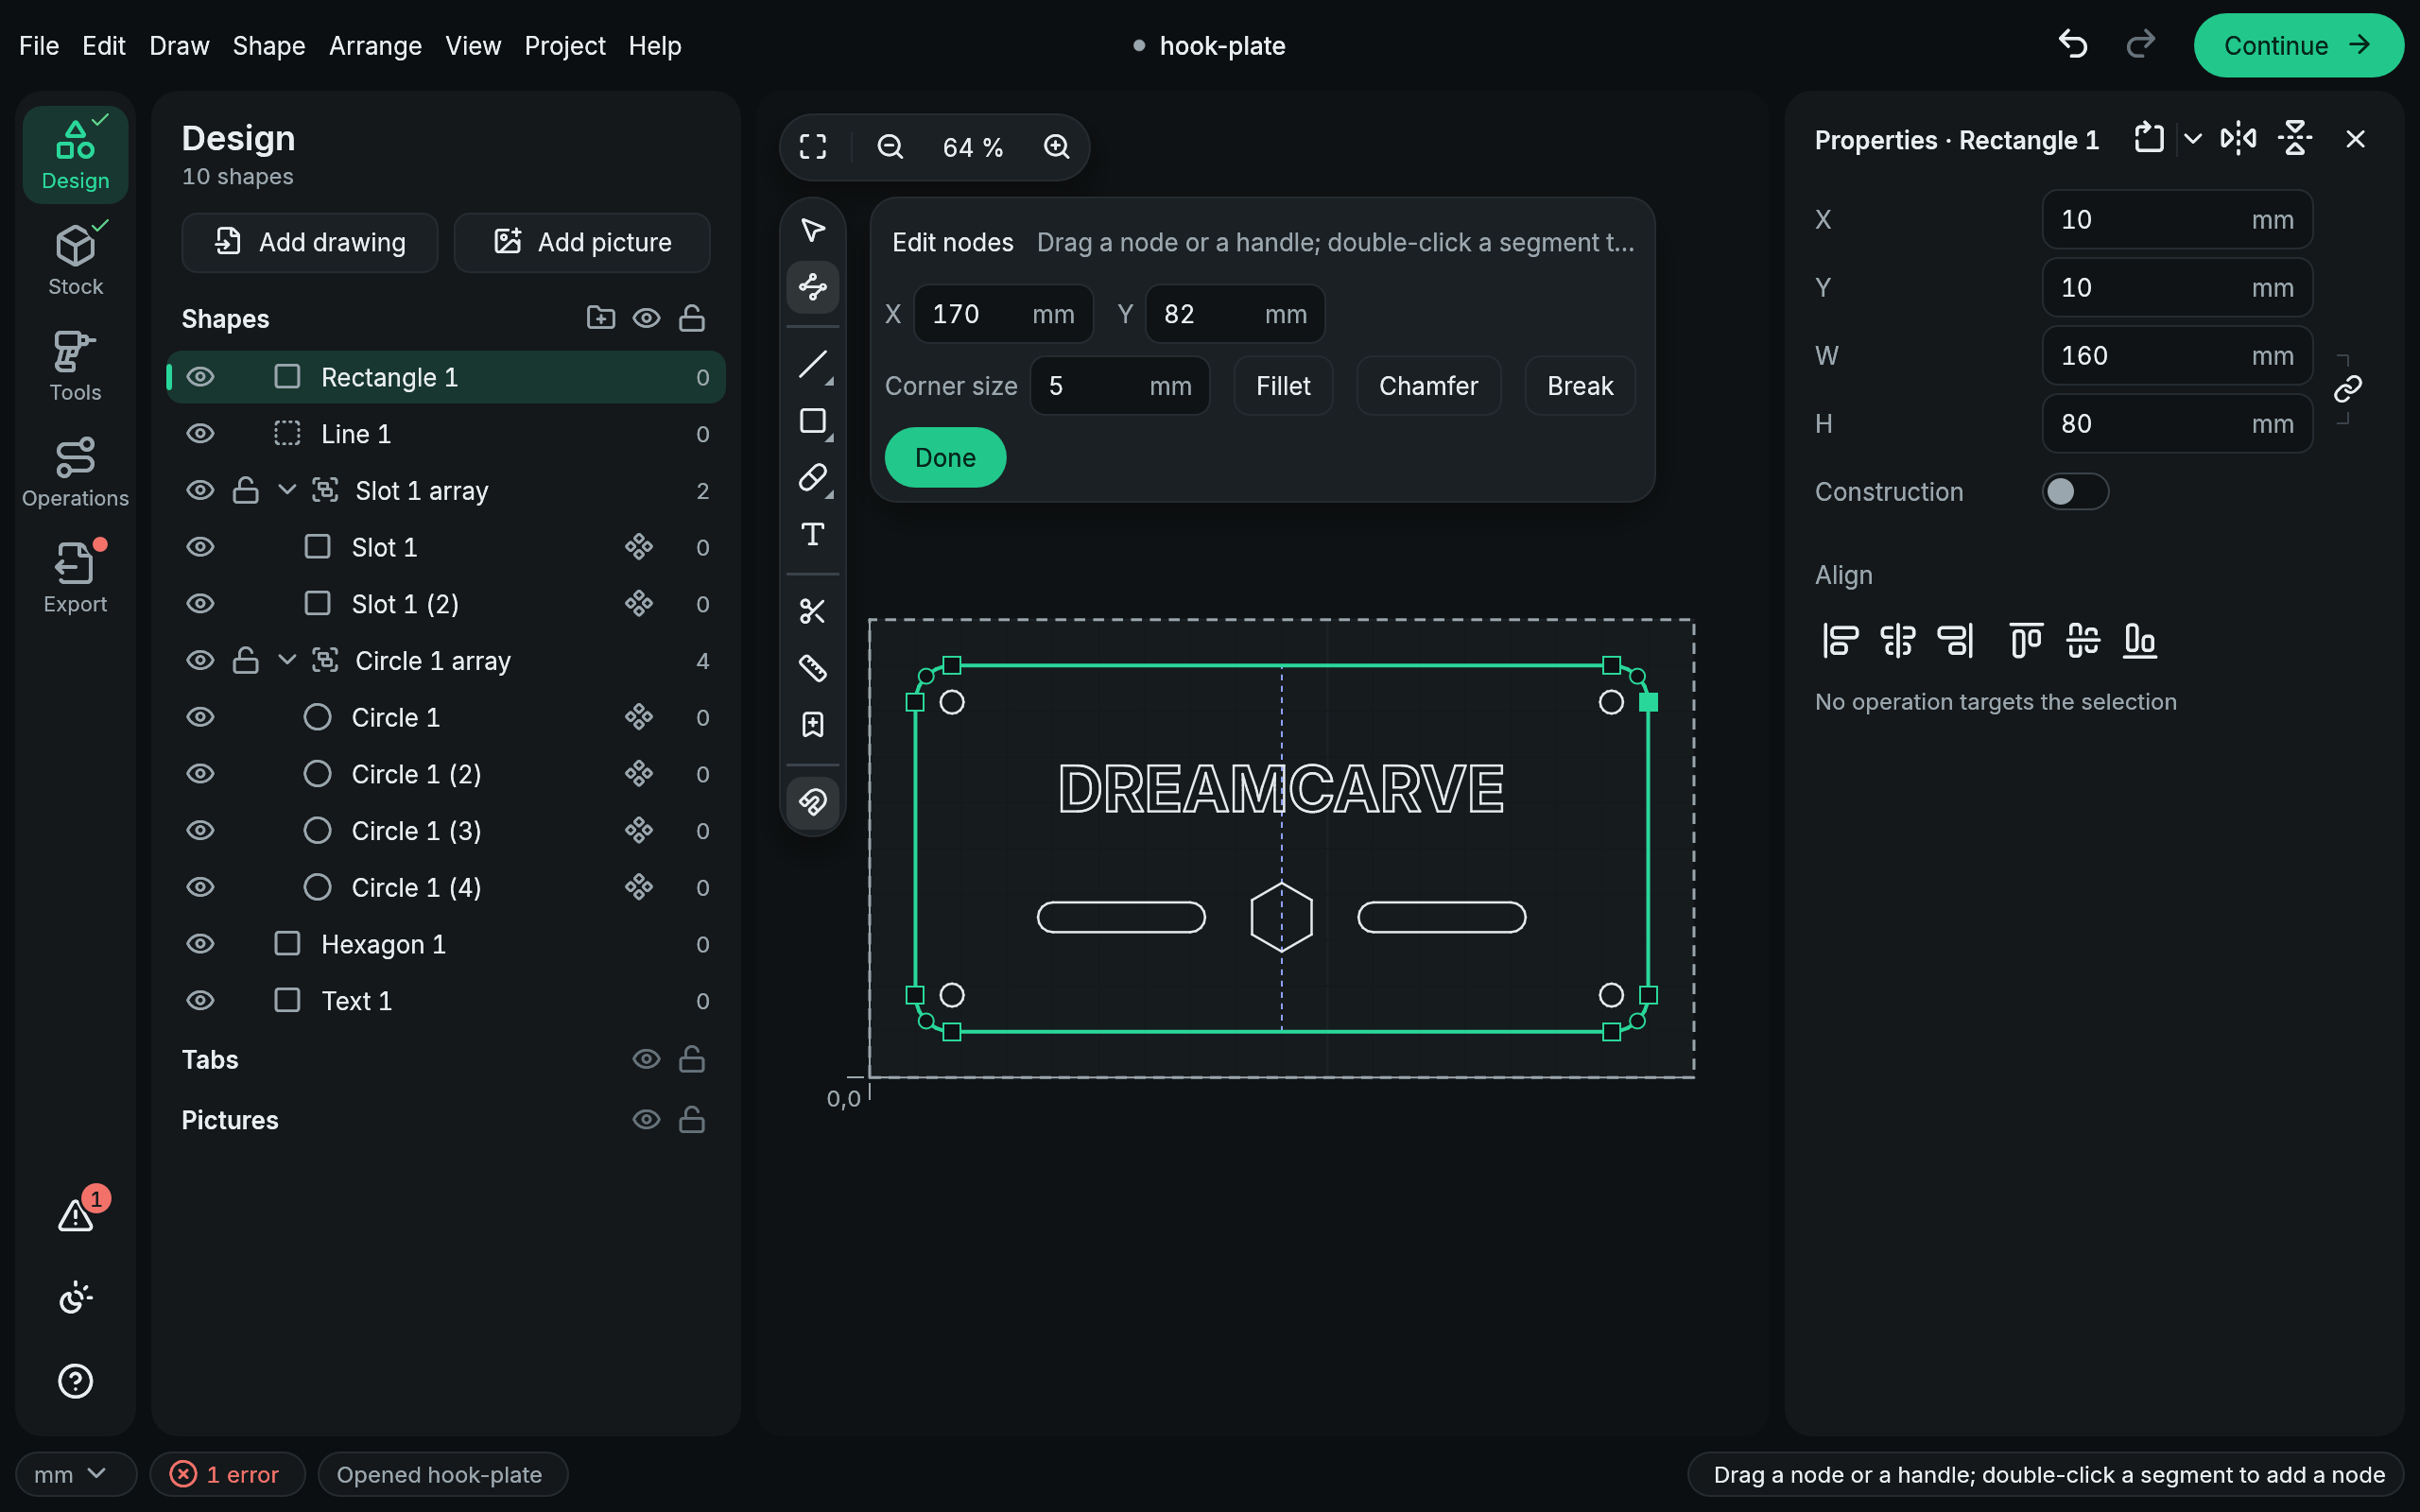 File Edit Draw Shape Arrange View Project Help
hook-plate
Continue
Design
Stock
Tools
Operations
Export
1
Design
10 shapes
Add drawing Add picture
Shapes
Rectangle 1 0
Line 1 0
Slot 1 array 2
Slot 1 0
Slot 1 (2) 0
Circle 1 array 4
Circle 1 0
Circle 1 (2) 0
Circle 1 (3) 0
Circle 1 (4) 0
Hexagon 1 0
Text 1 0
Tabs
Pictures
64 %
Edit nodes Drag a node or a handle; double-click a segment t...
X 170 mm Y 82 mm
Corner size 5 mm Fillet Chamfer Break
Done
DREAMCARVE
0,0
Properties · Rectangle 1
X 10 mm
Y 10 mm
W 160 mm
H 80 mm
Construction
Align
No operation targets the selection
mm 1 error Opened hook-plate
Drag a node or a handle; double-click a segment to add a node